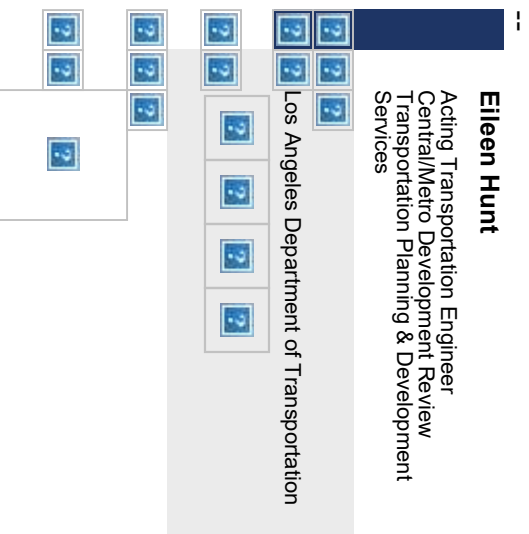 --
Eileen Hunt
Acting Transportation Engineer
Central/Metro Development Review
Transportation Planning & Development
Services
Los Angeles Department of Transportation